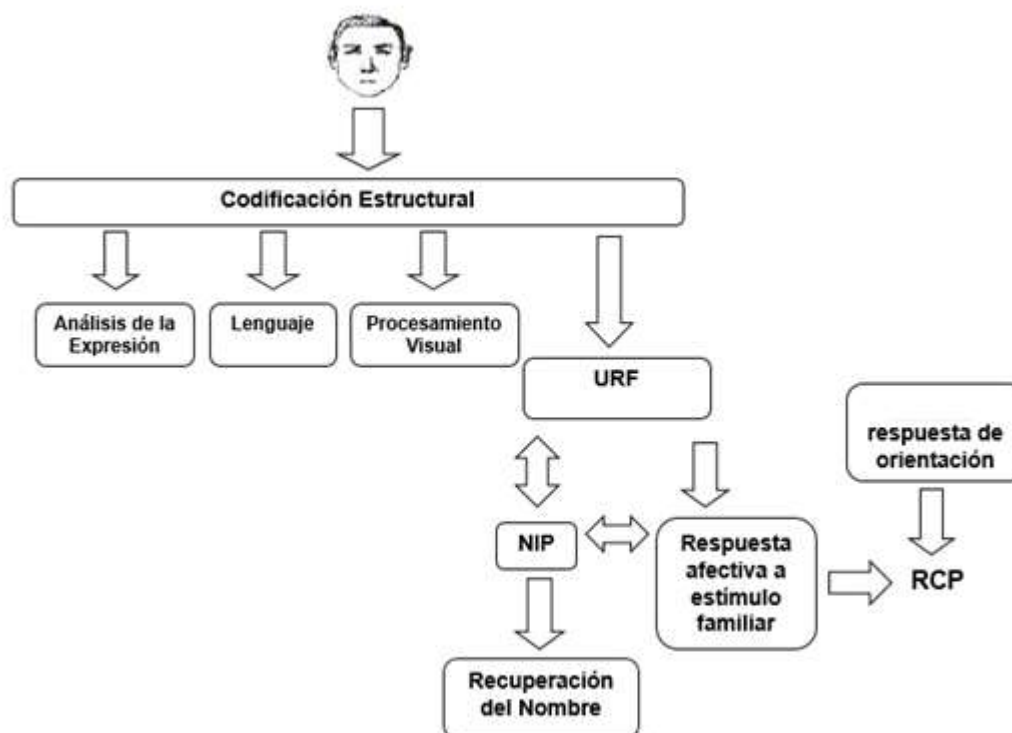 Codificación Estructural
Análisis de la
Expresión
Lenguaje
Procesamiento
Visual
URF
respuesta de
orientación
NIP
Respuesta
afectiva a
estímulo
familiar
RCP
Recuperación
del Nombre